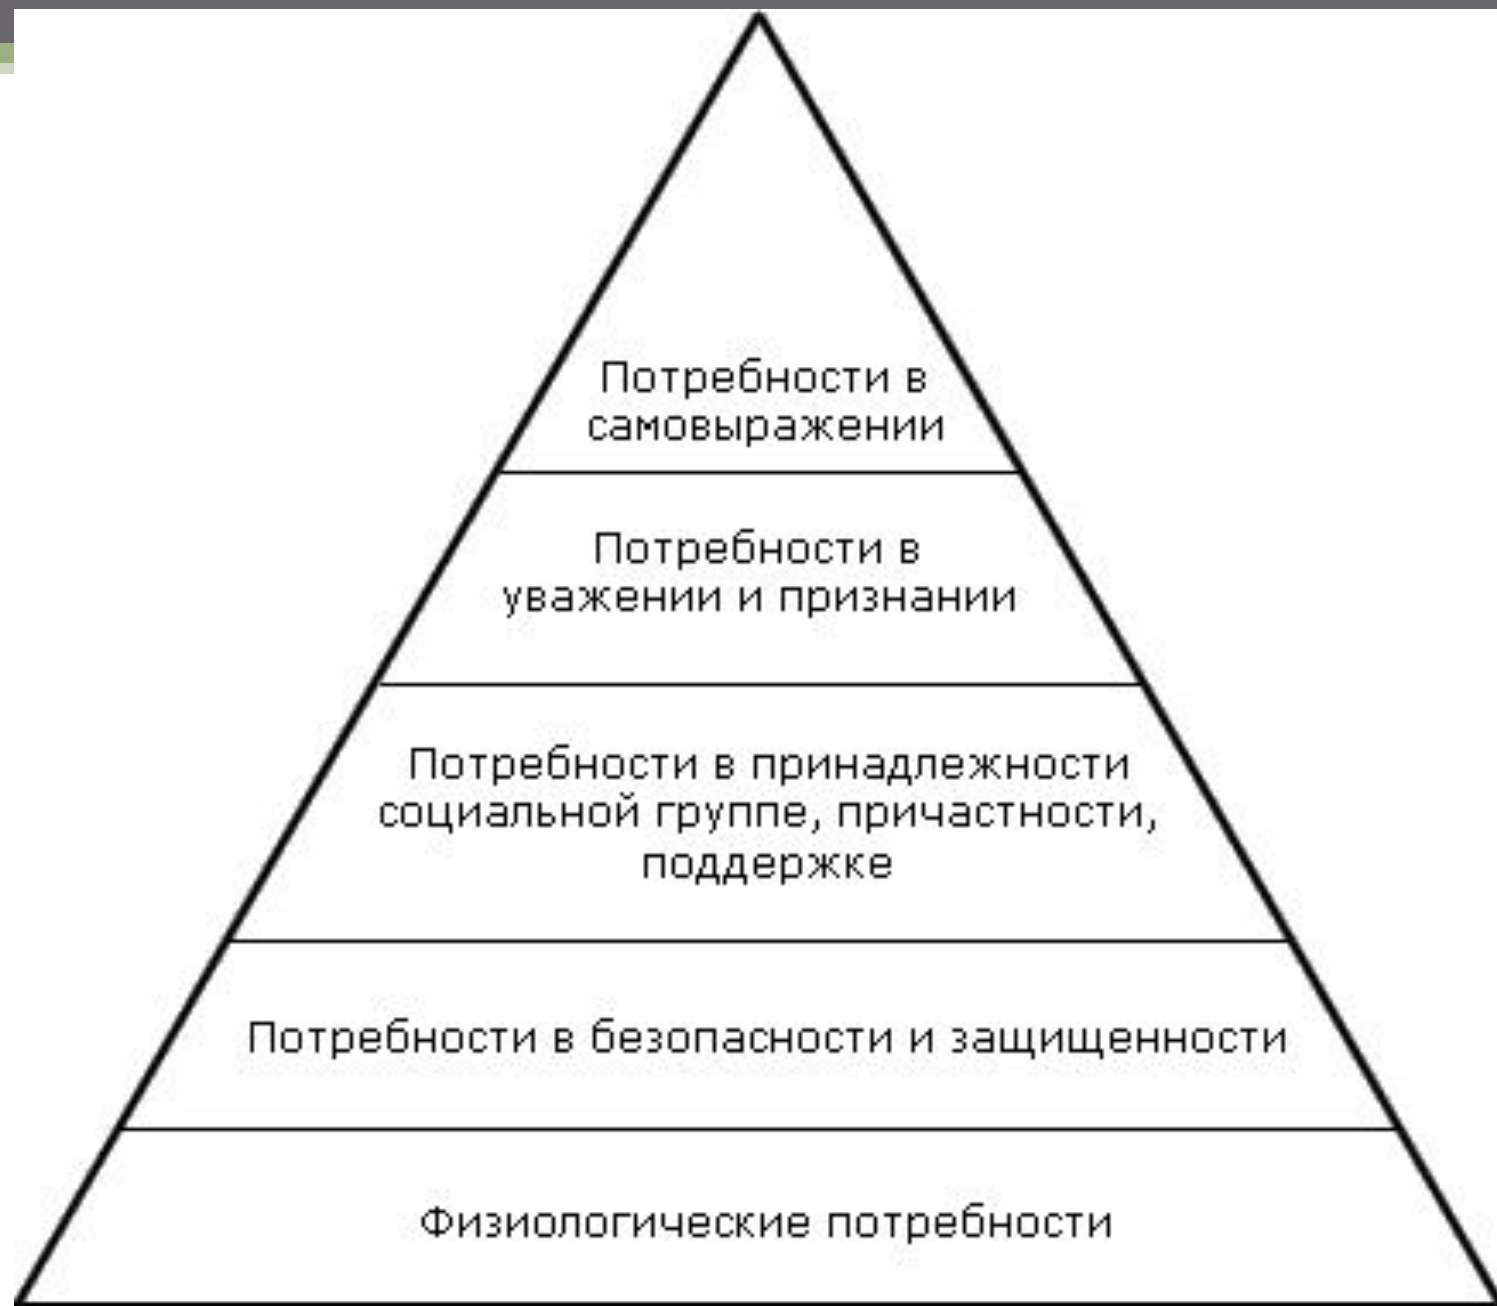 Потребности в
самовыражении
Потребности в
уважении и признании
Потребности в принадлежности
социальной группе, причастности,
поддержке
Потребности в безопасности и защищенности
Физиологические потребности